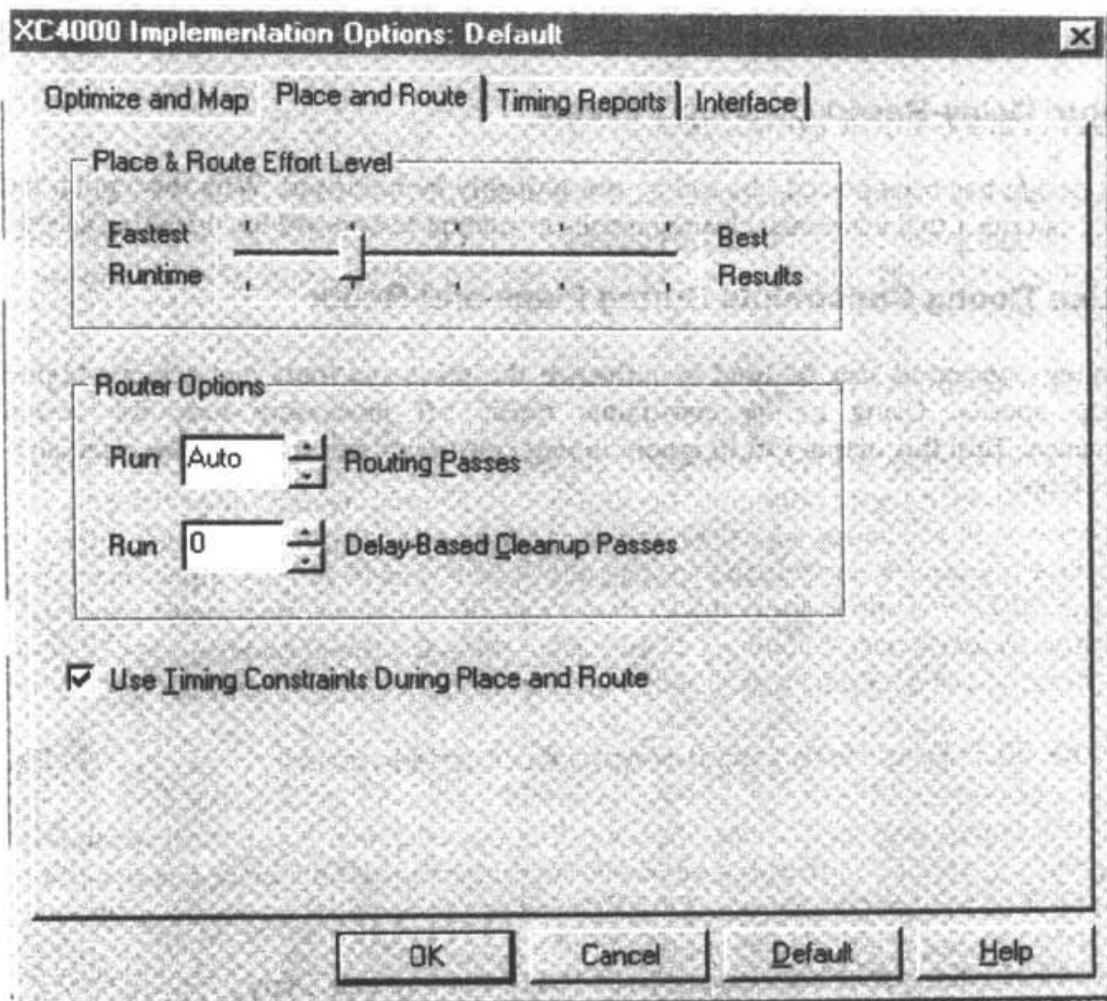 XC4000 Implementation Options: Default
Optimize and Map Place and Route Timing Reports Interface
Place & Route Effort Level
Fastest Runtime
Best Results
Router Options
Run Auto Routing Passes
Run 0 Delay-Based Cleanup Passes
Use Timing Constraints During Place and Route
OK Cancel Default Help